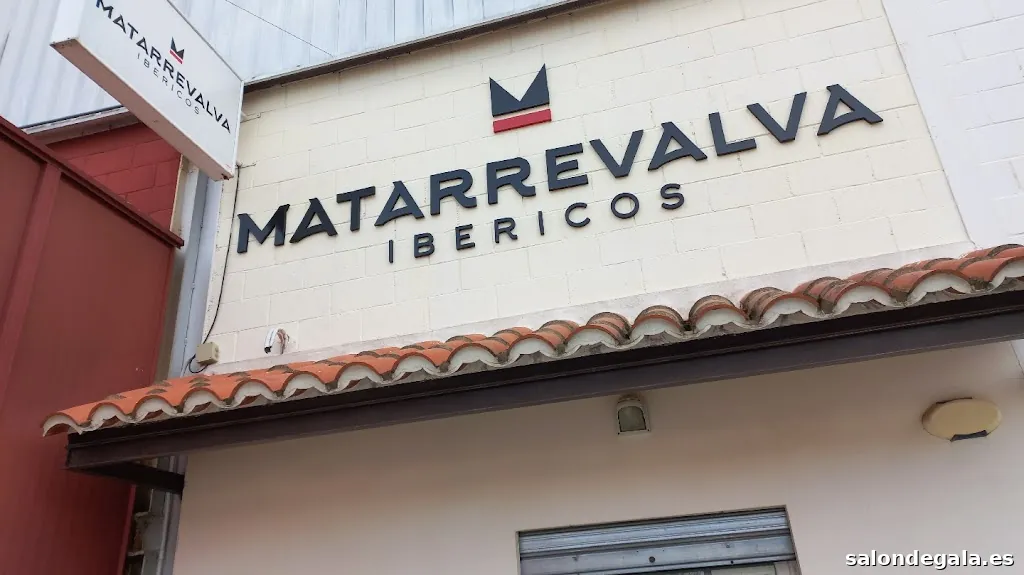 MATARREVALVA
IBERICOS
MATARREVALVA
IBERICOS
salondegala.es